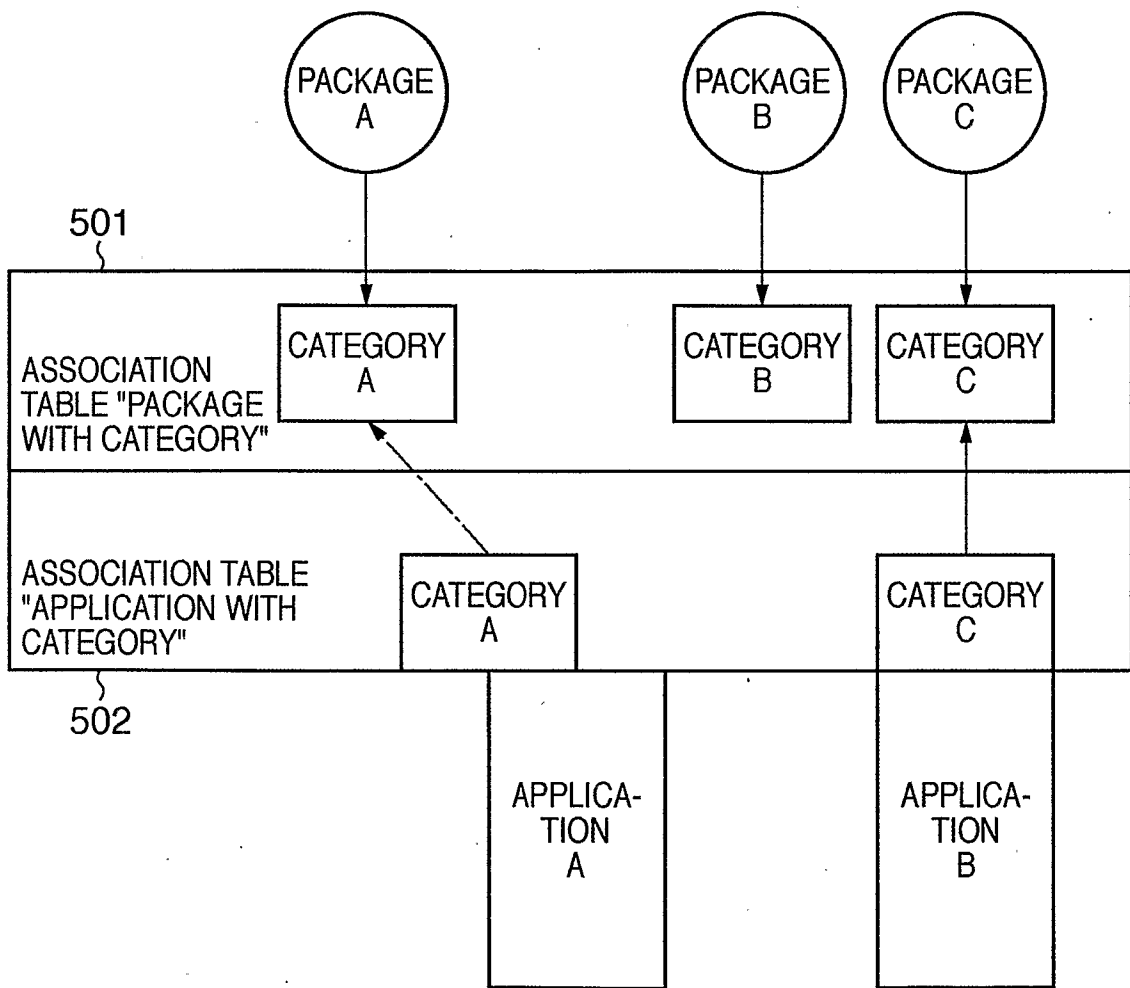 PACKAGE
A
PACKAGE
B
PACKAGE
C
501
CATEGORY
A
CATEGORY
B
CATEGORY
C
ASSOCIATION
TABLE "PACKAGE
WITH CATEGORY"
ASSOCIATION TABLE
"APPLICATION WITH
CATEGORY"
CATEGORY
A
CATEGORY
C
502
APPLICA-
TION
A
APPLICA-
TION
B